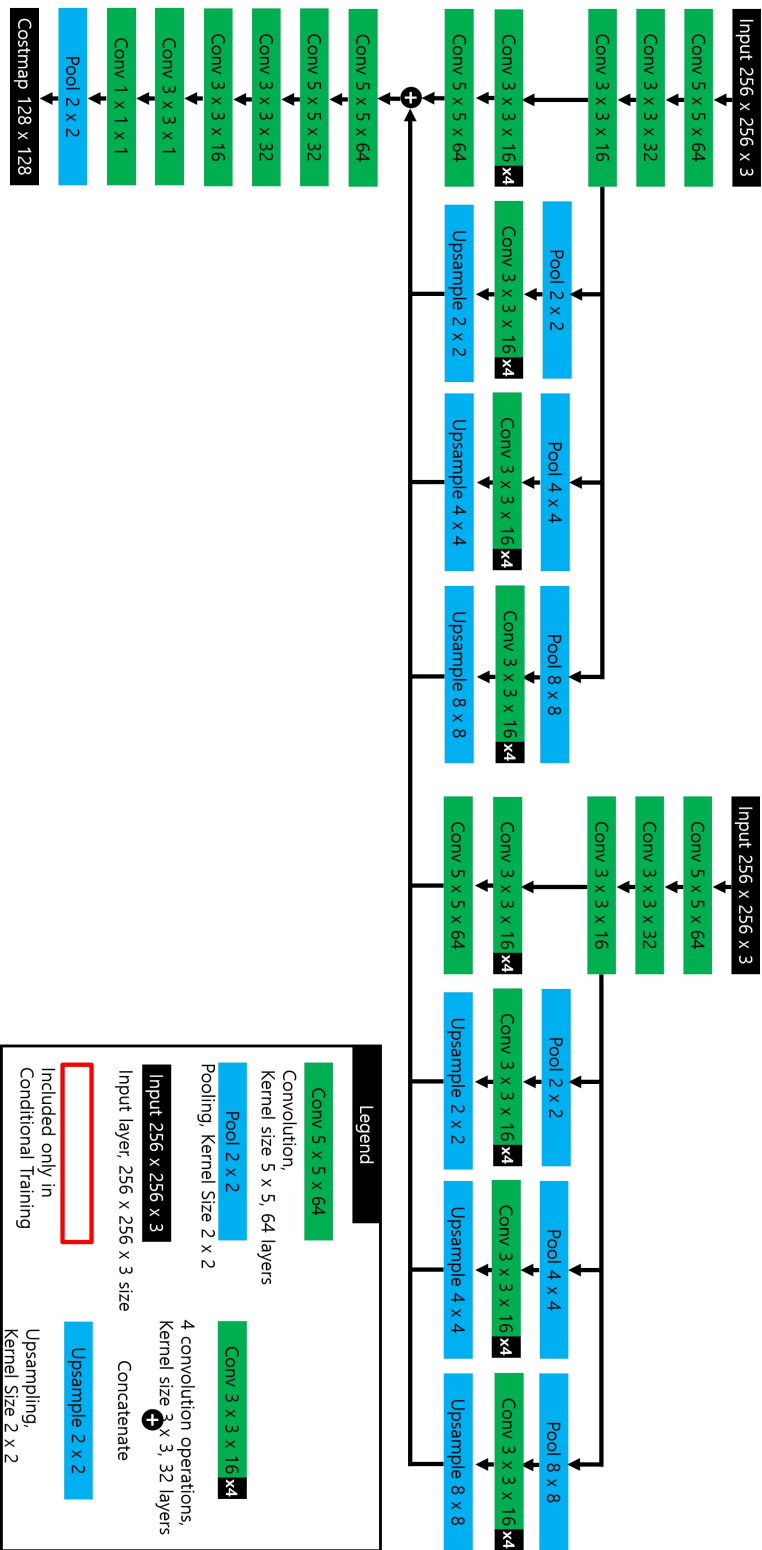 Input 256 x 256 x 3
Conv 5 x 5 x 64
Conv 3 x 3 x 32
Conv 3 x 3 x 16
Conv 3 x 3 x 16 x4
Conv 5 x 5 x 64
Pool 2 x 2
Conv 3 x 3 x 16 x4
Upsample 2 x 2
Pool 4 x 4
Conv 3 x 3 x 16 x4
Upsample 4 x 4
Pool 8 x 8
Conv 3 x 3 x 16 x4
Upsample 8 x 8
Input 256 x 256 x 3
Conv 5 x 5 x 64
Conv 3 x 3 x 32
Conv 3 x 3 x 16
Conv 3 x 3 x 16 x4
Conv 5 x 5 x 64
Pool 2 x 2
Conv 3 x 3 x 16 x4
Upsample 2 x 2
Pool 4 x 4
Conv 3 x 3 x 16 x4
Upsample 4 x 4
Pool 8 x 8
Conv 3 x 3 x 16 x4
Upsample 8 x 8
+
Conv 5 x 5 x 64
Conv 5 x 5 x 32
Conv 3 x 3 x 32
Conv 3 x 3 x 16
Conv 3 x 3 x 1
Conv 1 x 1 x 1
Pool 2 x 2
Costmap 128 x 128
Legend
Conv 5 x 5 x 64
Convolution,
Kernel size 5 x 5, 64 layers
Pool 2 x 2
Pooling, Kernel Size 2 x 2
Input 256 x 256 x 3
Input layer, 256 x 256 x 3 size
Included only in
Conditional Training
Conv 3 x 3 x 16 x4
4 convolution operations,
Kernel size 3 x 3, 32 layers
+
Concatenate
Upsample 2 x 2
Upsampling,
Kernel Size 2 x 2